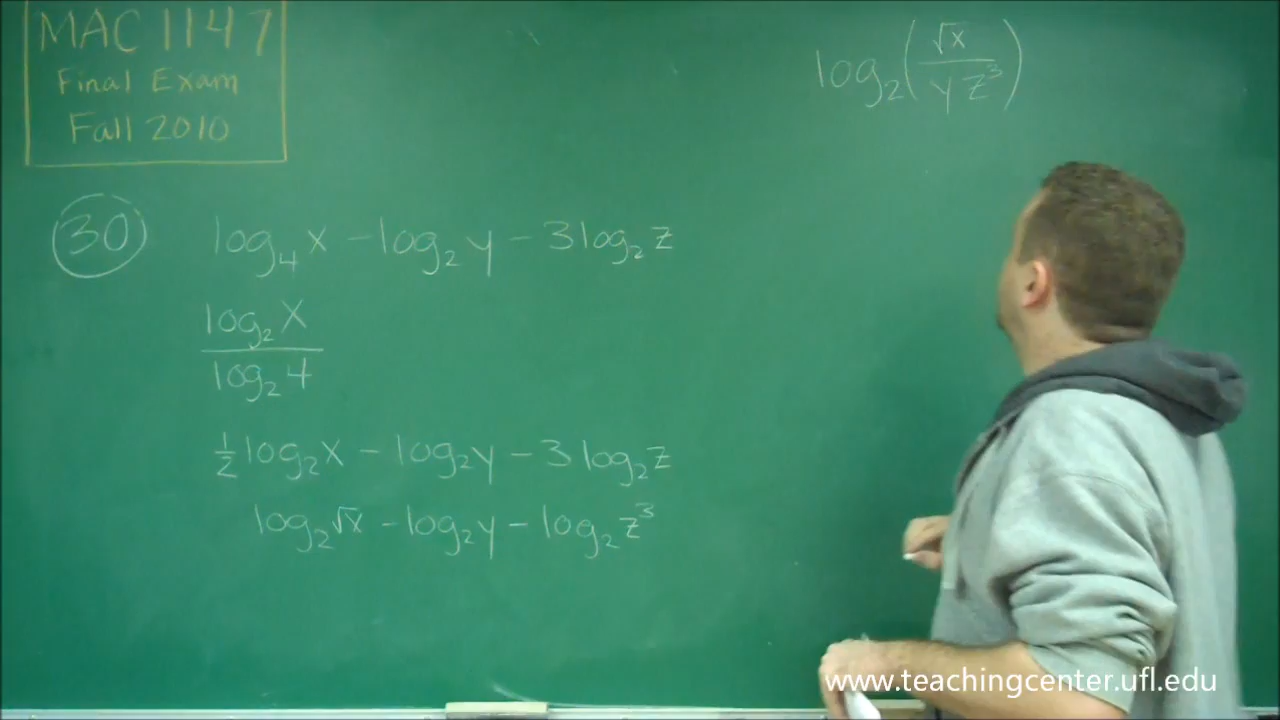 MAC 1147
Final Exam
Fall 2010
log₂(√x / y z³)
30 log₄ x - log₂ y - 3 log₂ z
log₂ x
log₂ 4
½ log₂ x - log₂ y - 3 log₂ z
log₂ √x - log₂ y - log₂ z³
www.teachingcenter.ufl.edu